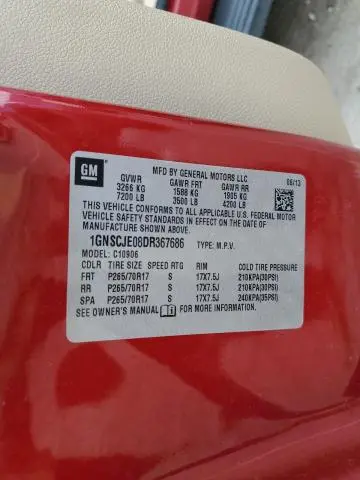 GM
MFD BY GENERAL MOTORS LLC 06/13
GVWR GAWR FRT GAWR RR
3266 KG 1588 KG 1905 KG
7200 LB 3500 LB 4200 LB
THIS VEHICLE CONFORMS TO ALL APPLICABLE U.S. FEDERAL MOTOR
VEHICLE SAFETY STANDARDS IN EFFECT ON THE DATE OF
MANUFACTURE SHOWN ABOVE.
1GNSCJE08DR367686 TYPE: M.P.V.
MODEL: C10906
COLR TIRE SIZE SPEED RTG RIM COLD TIRE PRESSURE
FRT P265/70R17 S 17X7.5J 210KPA(30PSI)
RR P265/70R17 S 17X7.5J 210KPA(30PSI)
SPA P265/70R17 S 17X7.5J 240KPA(35PSI)
SEE OWNER'S MANUAL FOR MORE INFORMATION.